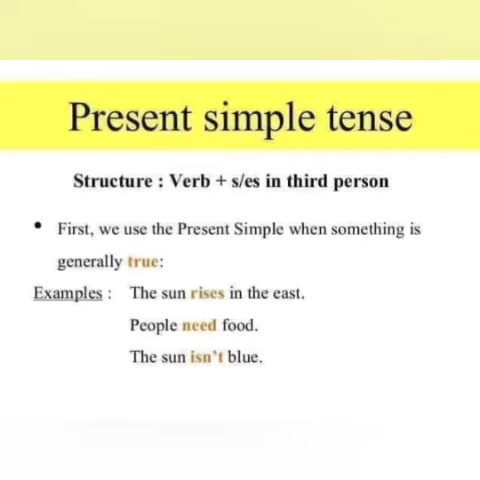 Present simple tense
Structure : Verb + s/es in third person
• First, we use the Present Simple when something is
generally true:
Examples : The sun rises in the east.
People need food.
The sun isn't blue.